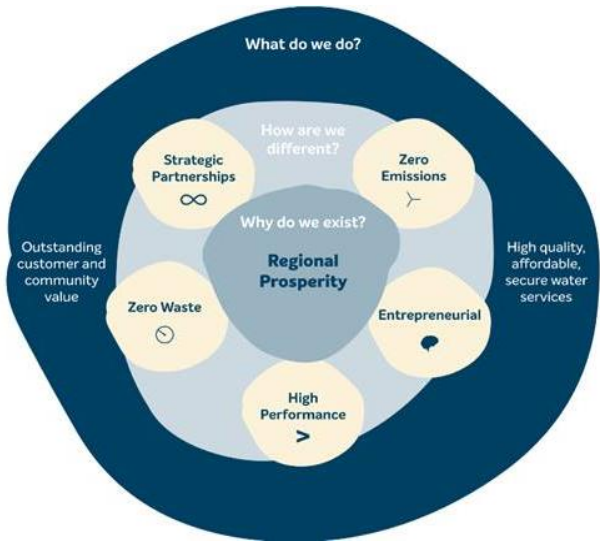 What do we do?
How are we
different?
Strategic
Partnerships
Zero
Emissions
Why do we exist?
Regional
Prosperity
Outstanding
customer and
community
value
High quality,
affordable,
secure water
services
Zero Waste
Entrepreneurial
High
Performance